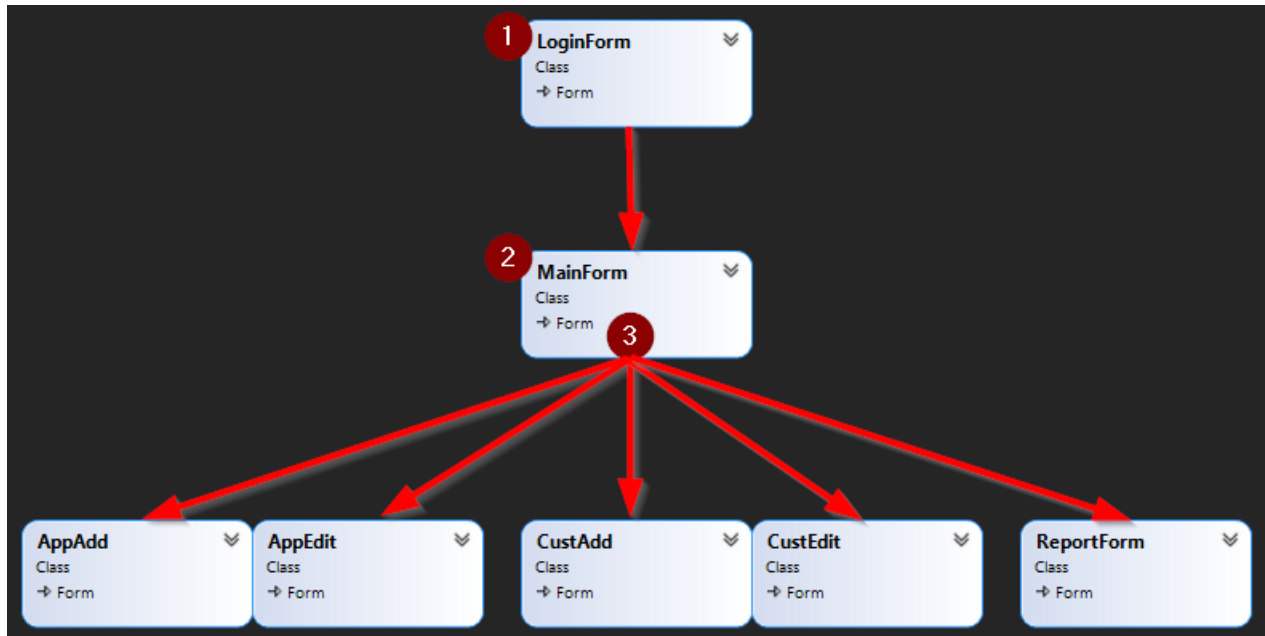 1
LoginForm
Class
Form
2
MainForm
Class
Form
3
AppAdd
Class
Form
AppEdit
Class
Form
CustAdd
Class
Form
CustEdit
Class
Form
ReportForm
Class
Form